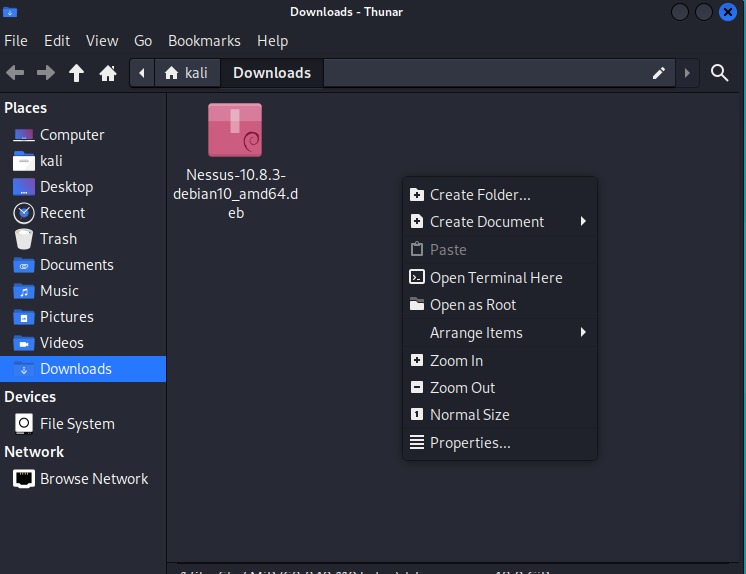 Downloads - Thunar
File Edit View Go Bookmarks Help
kali Downloads
Places
Computer
kali
Desktop
Recent
Trash
Documents
Music
Pictures
Videos
Downloads
Devices
File System
Network
Browse Network
Nessus-10.8.3-
debian10_amd64.d
eb
Create Folder...
Create Document
Paste
Open Terminal Here
Open as Root
Arrange Items
Zoom In
Zoom Out
Normal Size
Properties...